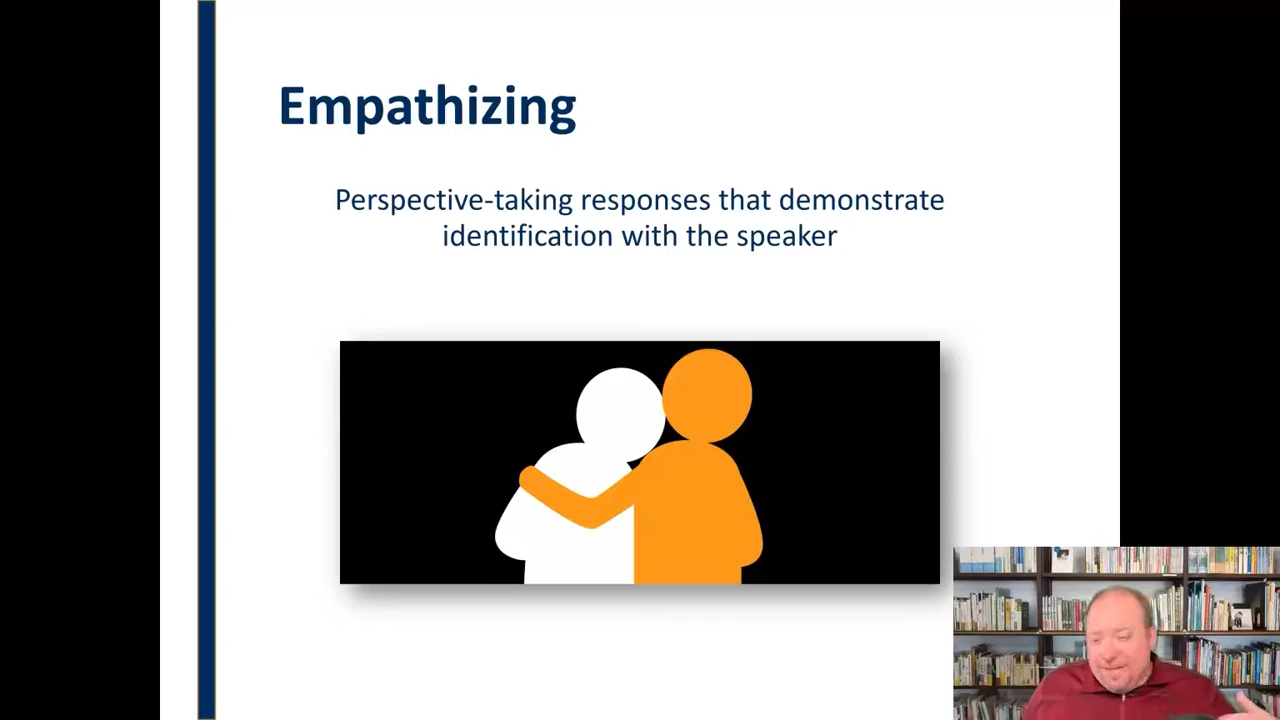 Empathizing
Perspective-taking responses that demonstrate
identification with the speaker